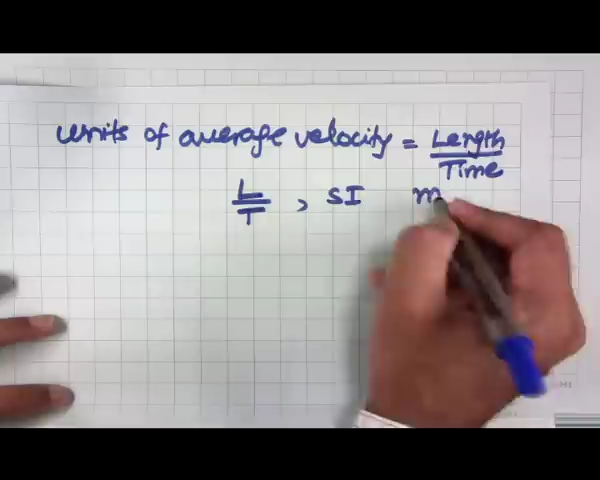 units of average velocity = Length / Time
L / T , SI m